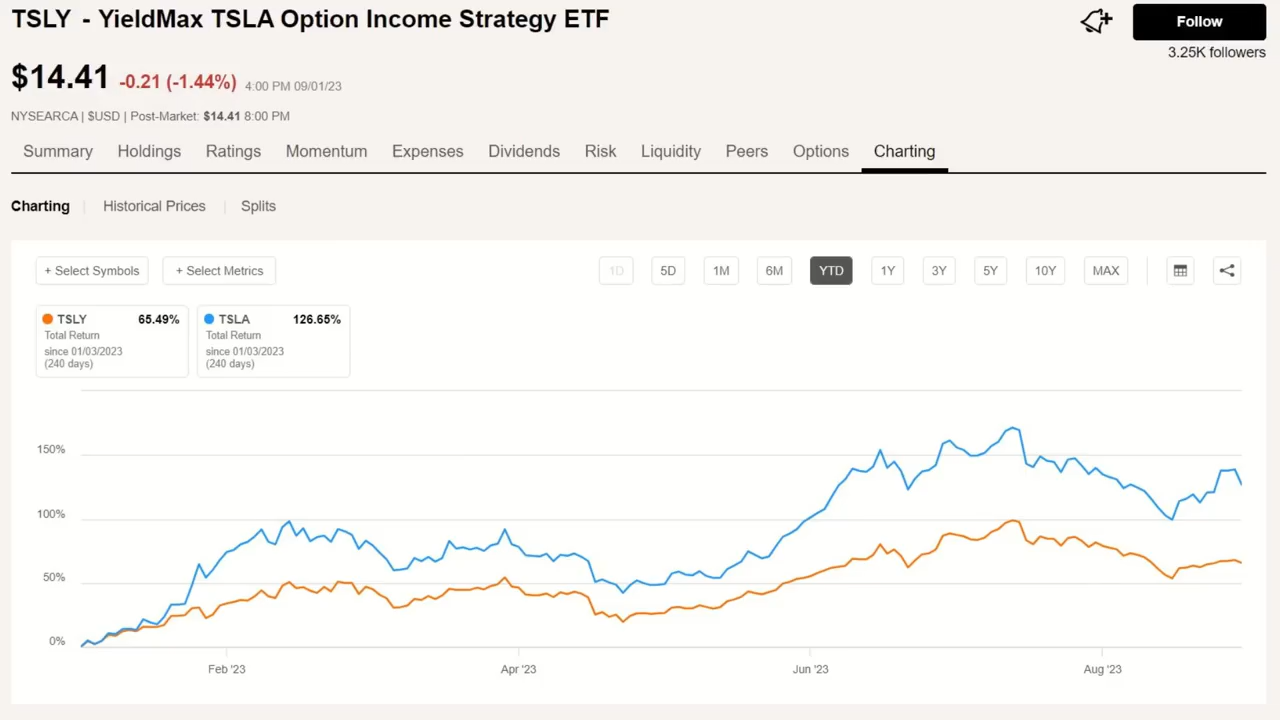 TSLY - YieldMax TSLA Option Income Strategy ETF
Follow
3.25K followers
$14.41 -0.21 (-1.44%) 4:00 PM 09/01/23
NYSEARCA | $USD | Post-Market: $14.41 8:00 PM
Summary Holdings Ratings Momentum Expenses Dividends Risk Liquidity Peers Options Charting
Charting | Historical Prices | Splits
+ Select Symbols + Select Metrics 1D 5D 1M 6M YTD 1Y 3Y 5Y 10Y MAX
TSLY 65.49%
Total Return
since 01/03/2023
(240 days)
TSLA 126.65%
Total Return
since 01/03/2023
(240 days)
150%
100%
50%
0%
Feb '23 Apr '23 Jun '23 Aug '23